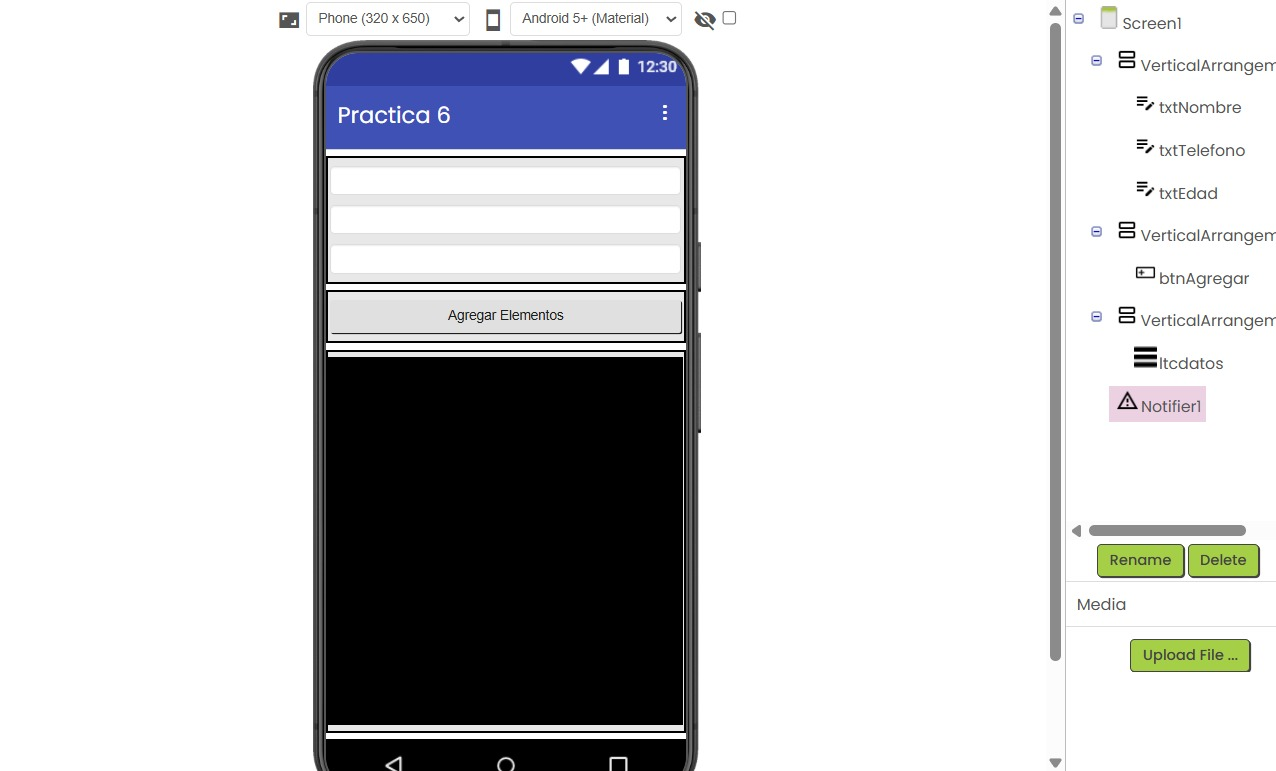 Phone (320 x 650)
Android 5+ (Material)
12:30
Practica 6
Agregar Elementos
Screen1
VerticalArrangem
txtNombre
txtTelefono
txtEdad
VerticalArrangem
btnAgregar
VerticalArrangem
ltcdatos
Notifier1
Rename
Delete
Media
Upload File ...